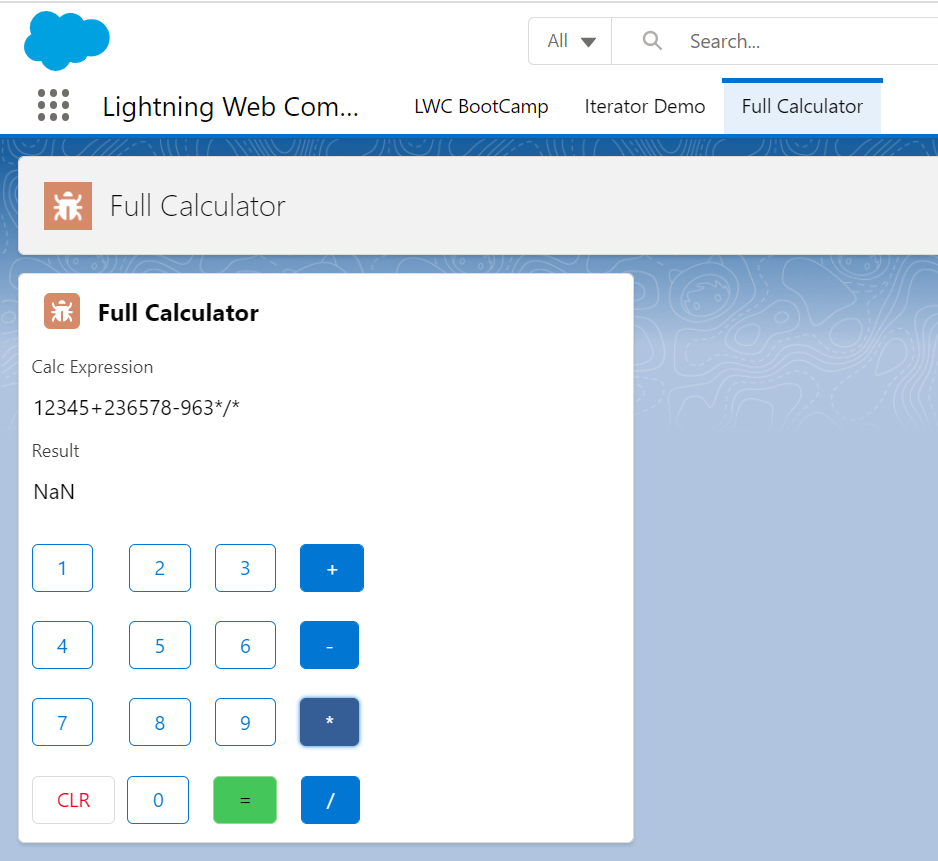 All Search...
Lightning Web Com... LWC BootCamp Iterator Demo Full Calculator
Full Calculator
Full Calculator
Calc Expression
12345+236578-963*/*
Result
NaN
1 2 3 +
4 5 6 -
7 8 9 *
CLR 0 = /